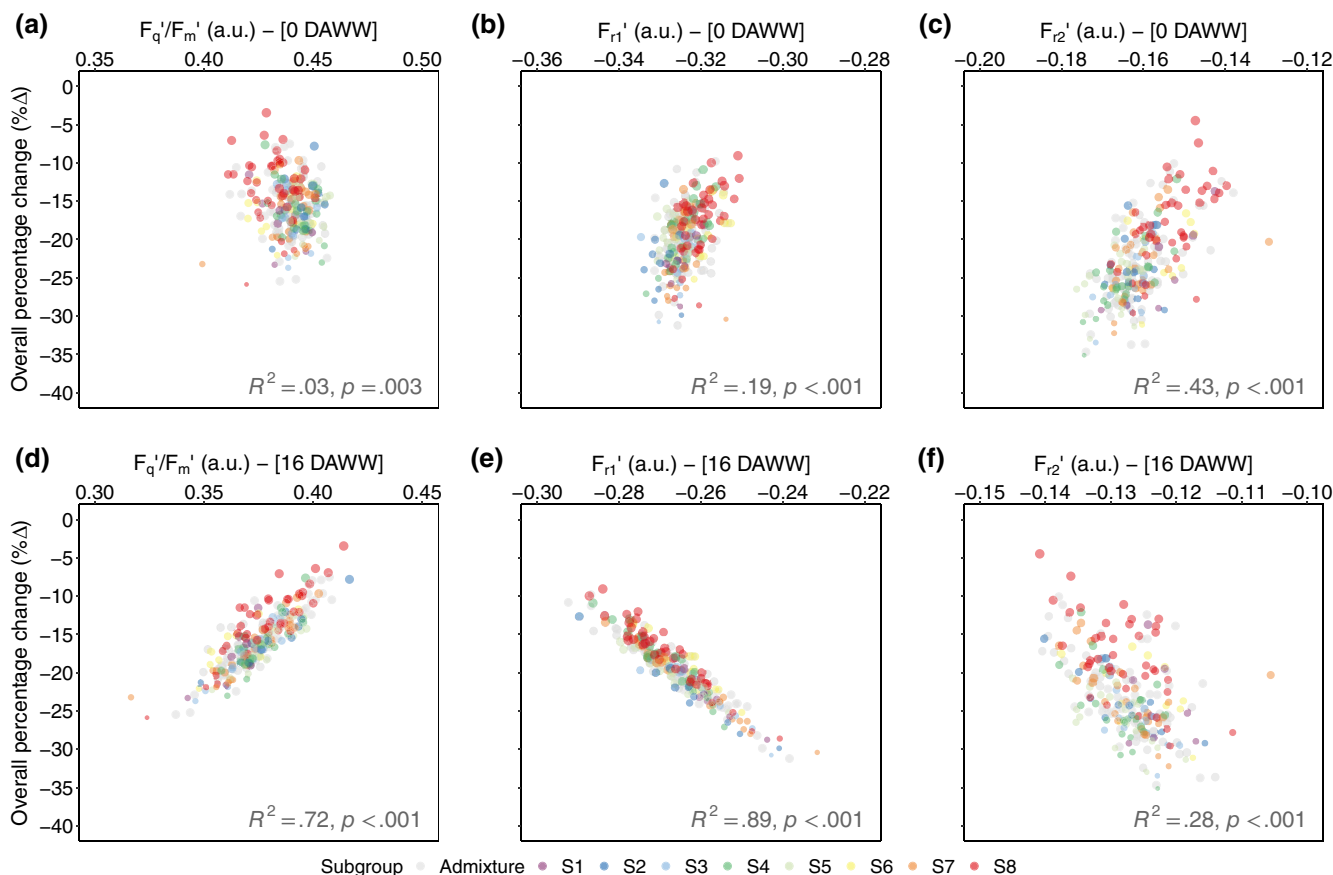 (a) Fq'/Fm' (a.u.) – [0 DAWW]
0.35 0.40 0.45 0.50
(b) Fr1' (a.u.) – [0 DAWW]
−0.36 −0.34 −0.32 −0.30 −0.28
(c) Fr2' (a.u.) – [0 DAWW]
−0.20 −0.18 −0.16 −0.14 −0.12
Overall percentage change (%Δ)
0
−5
−10
−15
−20
−25
−30
−35
−40
R² = .03, p = .003
R² = .19, p < .001
R² = .43, p < .001
(d) Fq'/Fm' (a.u.) – [16 DAWW]
0.30 0.35 0.40 0.45
(e) Fr1' (a.u.) – [16 DAWW]
−0.30 −0.28 −0.26 −0.24 −0.22
(f) Fr2' (a.u.) – [16 DAWW]
−0.15 −0.14 −0.13 −0.12 −0.11 −0.10
Overall percentage change (%Δ)
0
−5
−10
−15
−20
−25
−30
−35
−40
R² = .72, p < .001
R² = .89, p < .001
R² = .28, p < .001
Subgroup Admixture S1 S2 S3 S4 S5 S6 S7 S8